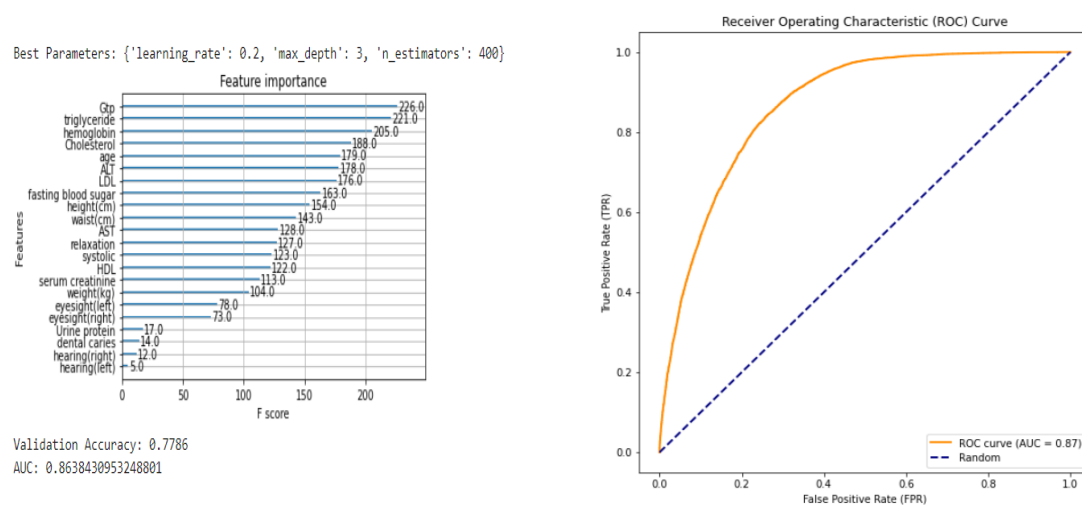 Best Parameters: {'learning_rate': 0.2, 'max_depth': 3, 'n_estimators': 400}
Feature importance
Features
Gtp 226.0
triglyceride 221.0
hemoglobin 205.0
Cholesterol 188.0
age 179.0
ALT 178.0
LDL 176.0
fasting blood sugar 163.0
height(cm) 154.0
waist(cm) 143.0
AST 128.0
relaxation 127.0
systolic 123.0
HDL 122.0
serum creatinine 113.0
weight(kg) 104.0
eyesight(left) 78.0
eyesight(right) 73.0
Urine protein 17.0
dental caries 14.0
hearing(right) 12.0
hearing(left) 5.0
0 50 100 150 200
F score
Validation Accuracy: 0.7786
AUC: 0.8638430953248801
Receiver Operating Characteristic (ROC) Curve
True Positive Rate (TPR)
1.0
0.8
0.6
0.4
0.2
0.0
ROC curve (AUC = 0.87)
Random
0.0 0.2 0.4 0.6 0.8 1.0
False Positive Rate (FPR)